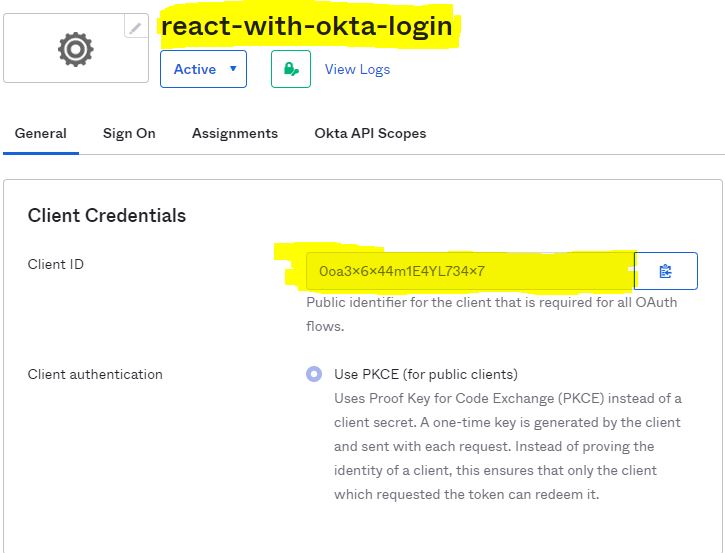 react-with-okta-login
Active
View Logs
General Sign On Assignments Okta API Scopes
Client Credentials
Client ID
0oa3x6x44m1E4YL734x7
Public identifier for the client that is required for all OAuth
flows.
Client authentication
Use PKCE (for public clients)
Uses Proof Key for Code Exchange (PKCE) instead of a
client secret. A one-time key is generated by the client
and sent with each request. Instead of proving the
identity of a client, this ensures that only the client
which requested the token can redeem it.